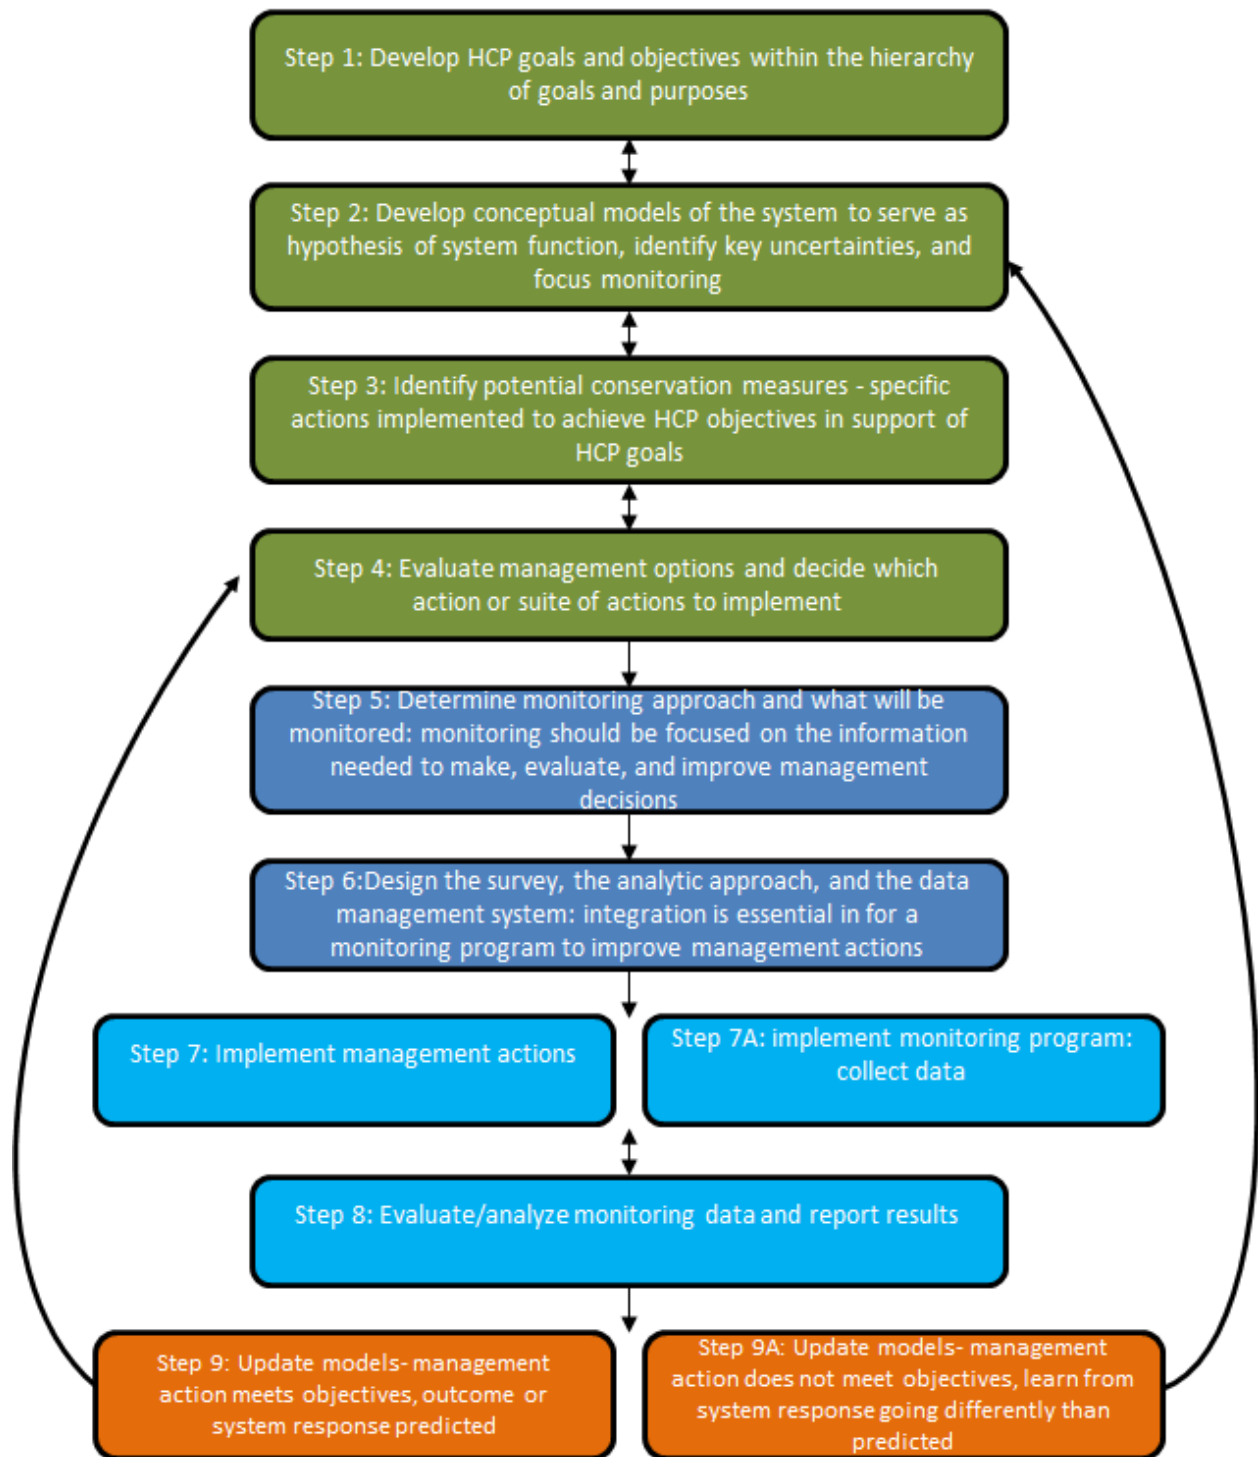 Step 1: Develop HCP goals and objectives within the hierarchy
of goals and purposes
Step 2: Develop conceptual models of the system to serve as
hypothesis of system function, identify key uncertainties, and
focus monitoring
Step 3: Identify potential conservation measures - specific
actions implemented to achieve HCP objectives in support of
HCP goals
Step 4: Evaluate management options and decide which
action or suite of actions to implement
Step 5: Determine monitoring approach and what will be
monitored: monitoring should be focused on the information
needed to make, evaluate, and improve management
decisions
Step 6:Design the survey, the analytic approach, and the data
management system: integration is essential in for a
monitoring program to improve management actions
Step 7: Implement management actions
Step 7A: implement monitoring program:
collect data
Step 8: Evaluate/analyze monitoring data and report results
Step 9: Update models- management
action meets objectives, outcome or
system response predicted
Step 9A: Update models- management
action does not meet objectives, learn from
system response going differently than
predicted